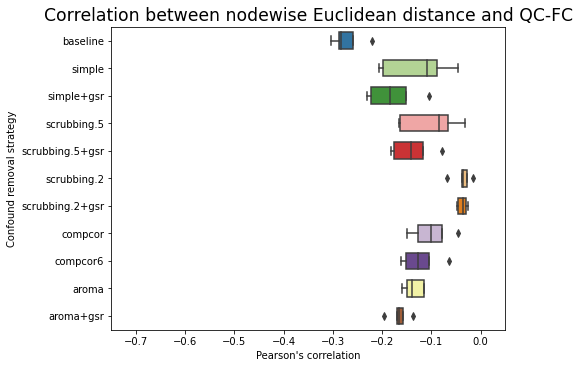 Correlation between nodewise Euclidean distance and QC-FC
Confound removal strategy
baseline
simple
simple+gsr
scrubbing.5
scrubbing.5+gsr
scrubbing.2
scrubbing.2+gsr
compcor
compcor6
aroma
aroma+gsr
−0.7 −0.6 −0.5 −0.4 −0.3 −0.2 −0.1 0.0
Pearson's correlation